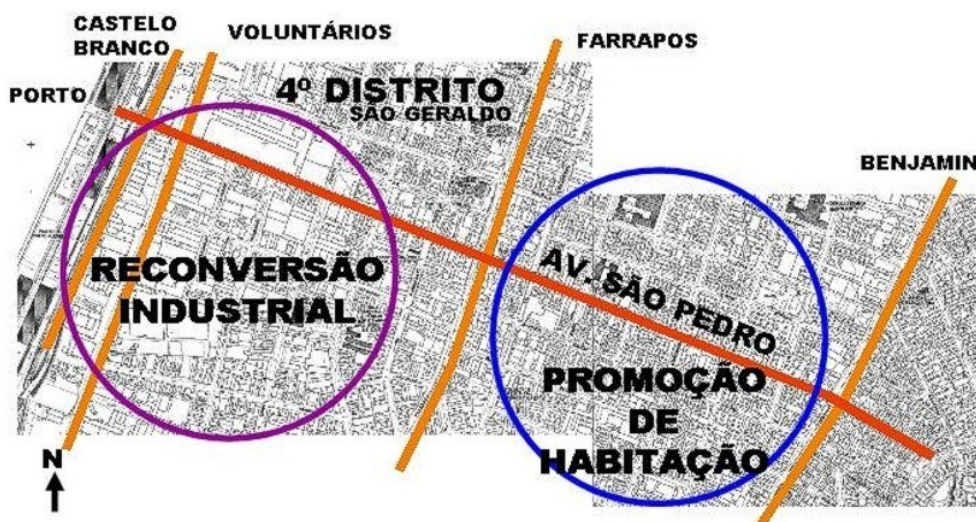 CASTELO
BRANCO
VOLUNTÁRIOS
FARRAPOS
PORTO
4º DISTRITO
SÃO GERALDO
BENJAMIN
RECONVERSÃO
INDUSTRIAL
AV. SÃO PEDRO
PROMOÇÃO
DE
HABITAÇÃO
N